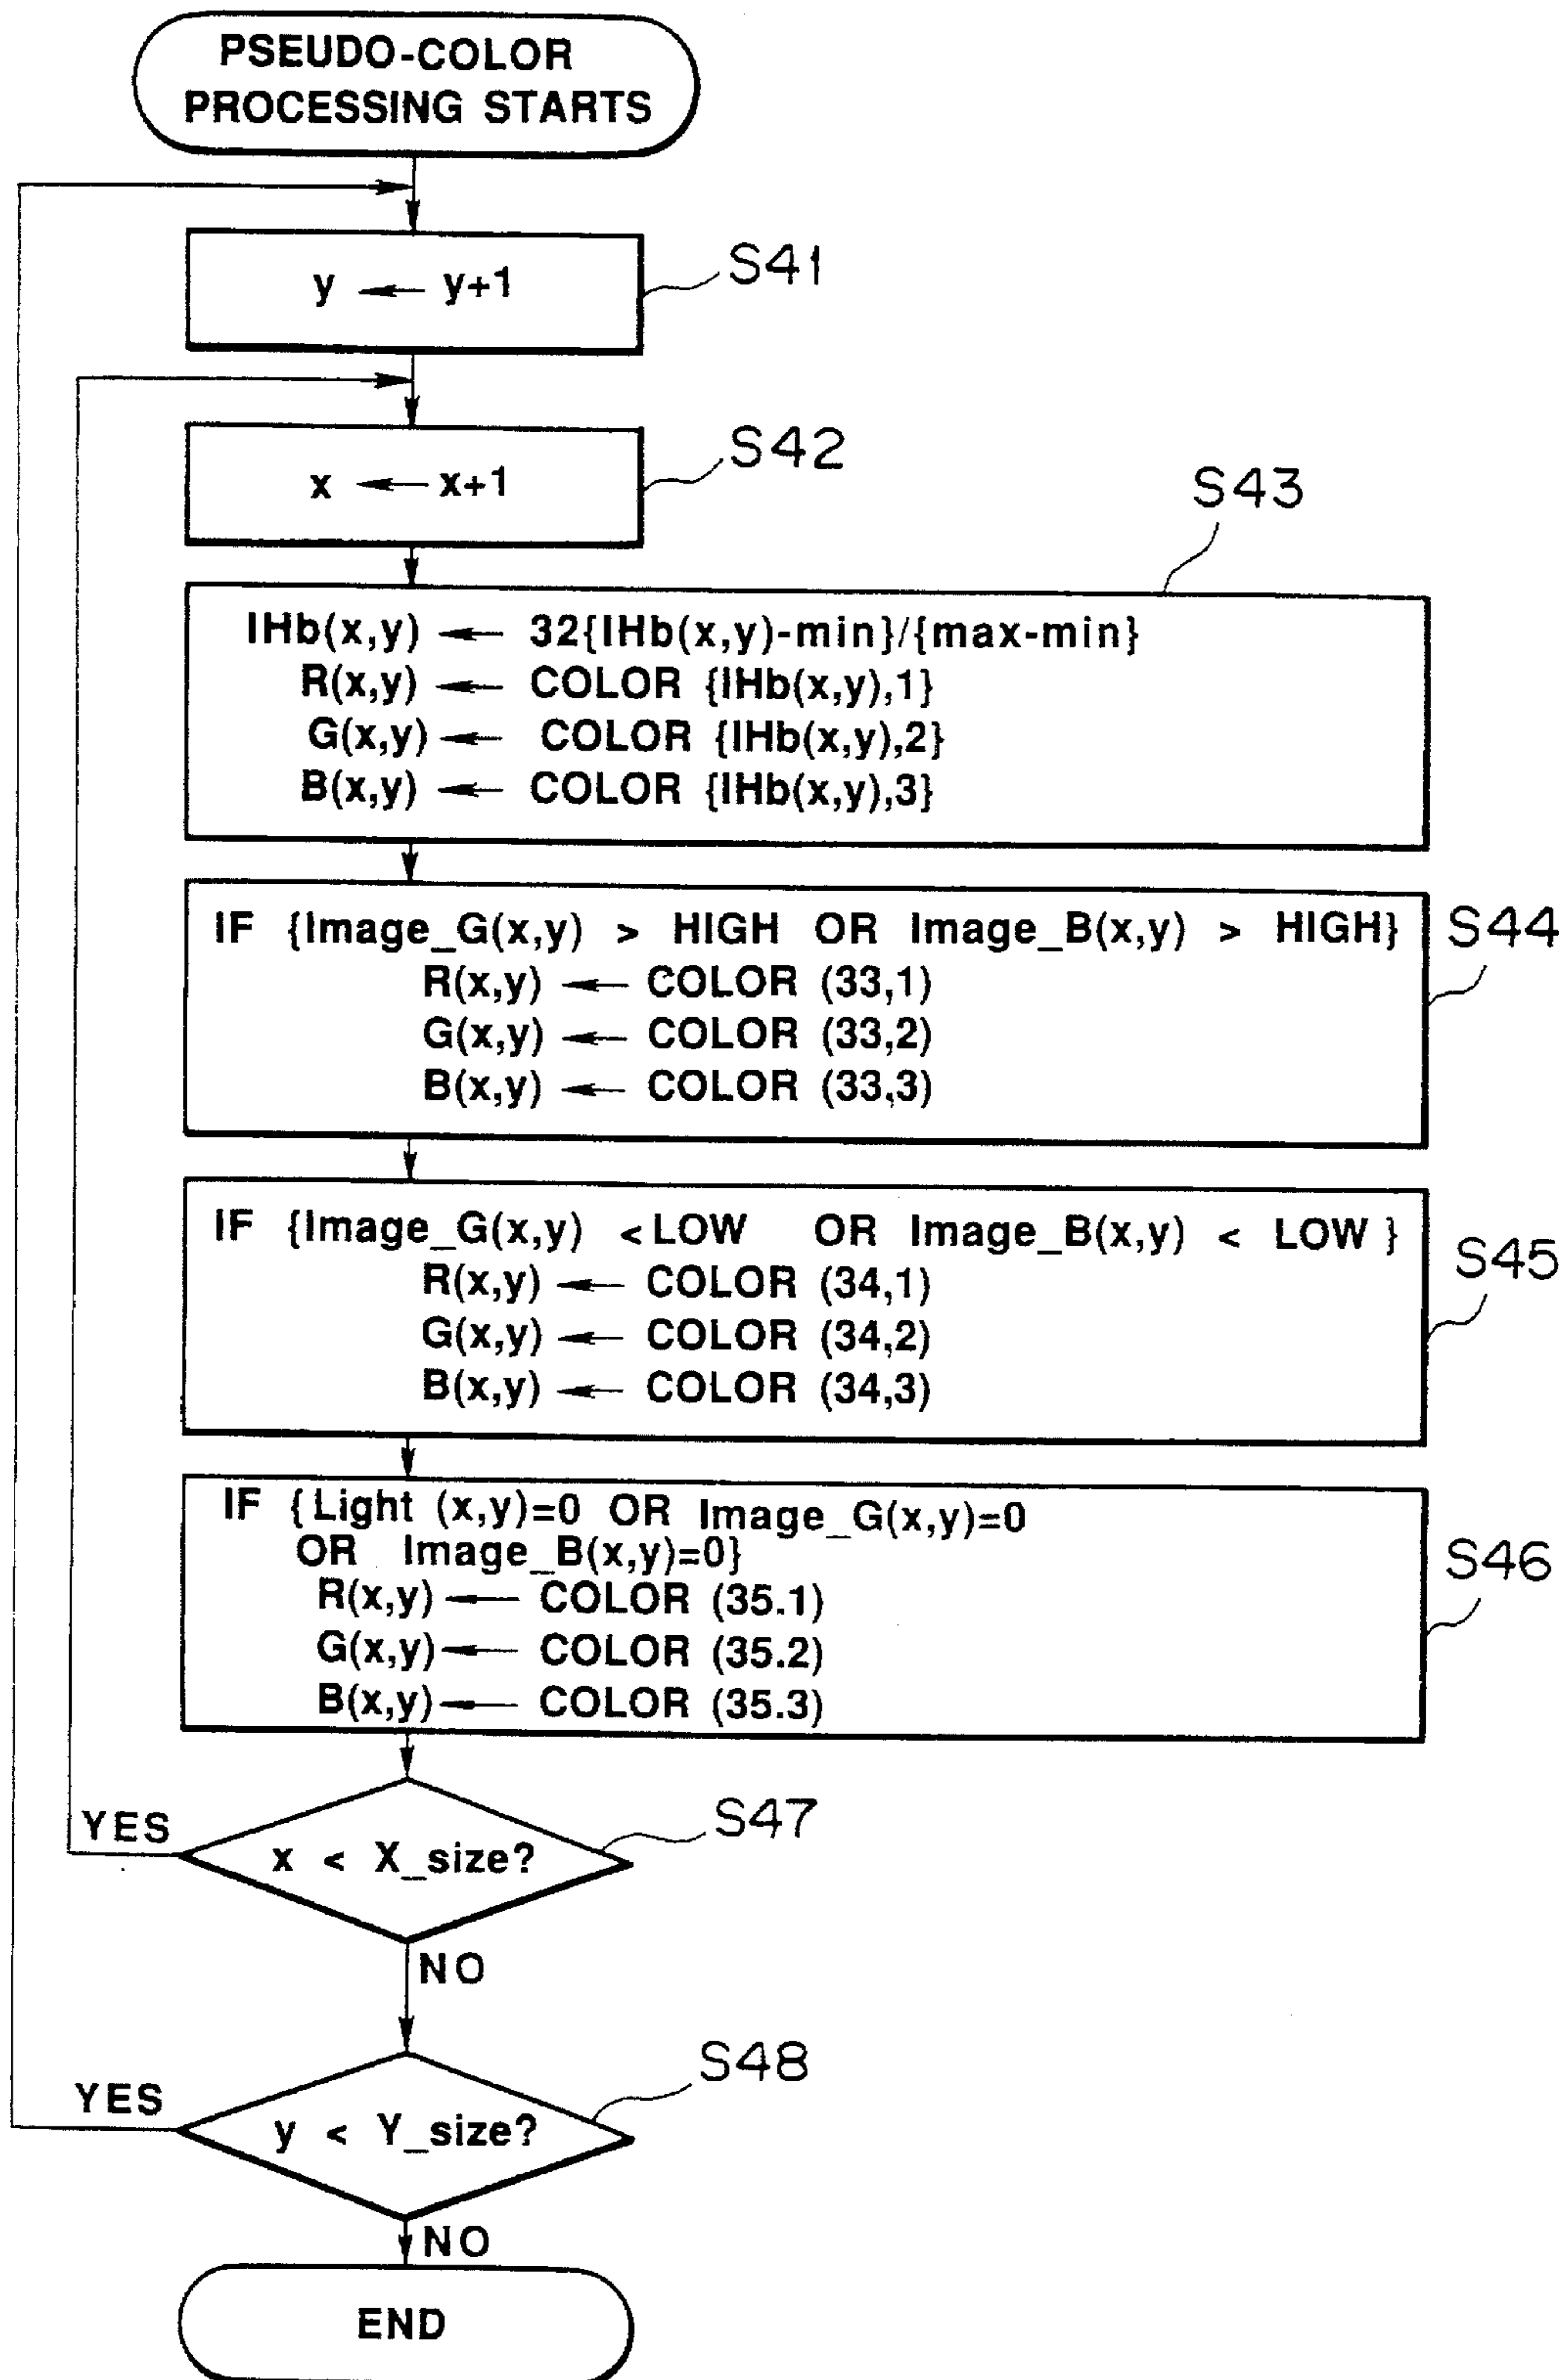 PSEUDO-COLOR
PROCESSING STARTS
y ← y+1
S41
x ← x+1
S42
S43
IHb(x,y) ← 32{IHb(x,y)-min}/{max-min}
R(x,y) ← COLOR {IHb(x,y),1}
G(x,y) ← COLOR {IHb(x,y),2}
B(x,y) ← COLOR {IHb(x,y),3}
IF {Image_G(x,y) > HIGH OR Image_B(x,y) > HIGH}
S44
R(x,y) ← COLOR (33,1)
G(x,y) ← COLOR (33,2)
B(x,y) ← COLOR (33,3)
IF {Image_G(x,y) < LOW OR Image_B(x,y) < LOW }
S45
R(x,y) ← COLOR (34,1)
G(x,y) ← COLOR (34,2)
B(x,y) ← COLOR (34,3)
IF {Light (x,y)=0 OR Image_G(x,y)=0
OR Image_B(x,y)=0}
S46
R(x,y) ← COLOR (35.1)
G(x,y) ← COLOR (35.2)
B(x,y) ← COLOR (35.3)
YES
x < X_size?
S47
NO
YES
y < Y_size?
S48
NO
END